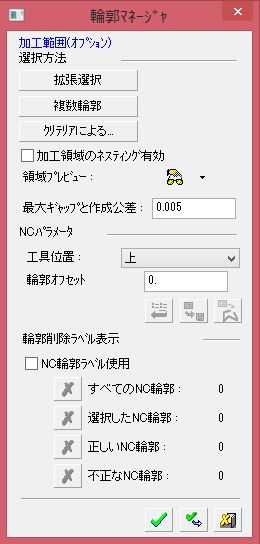 輪郭ﾏﾈｰｼﾞｬ
加工範囲(ｵﾌﾟｼｮﾝ)
選択方法
拡張選択
複数輪郭
ｸﾘﾃﾘｱによる...
加工領域のﾈｽﾃｨﾝｸﾞ有効
領域ﾌﾟﾚﾋﾞｭｰ :
最大ｷﾞｬｯﾌﾟと作成公差 : 0.005
NCﾊﾟﾗﾒｰﾀ
工具位置 : 上
輪郭ｵﾌｾｯﾄ 0.
輪郭削除ﾗﾍﾞﾙ表示
NC輪郭ﾗﾍﾞﾙ使用
すべてのNC輪郭 : 0
選択したNC輪郭 : 0
正しいNC輪郭 : 0
不正なNC輪郭 : 0